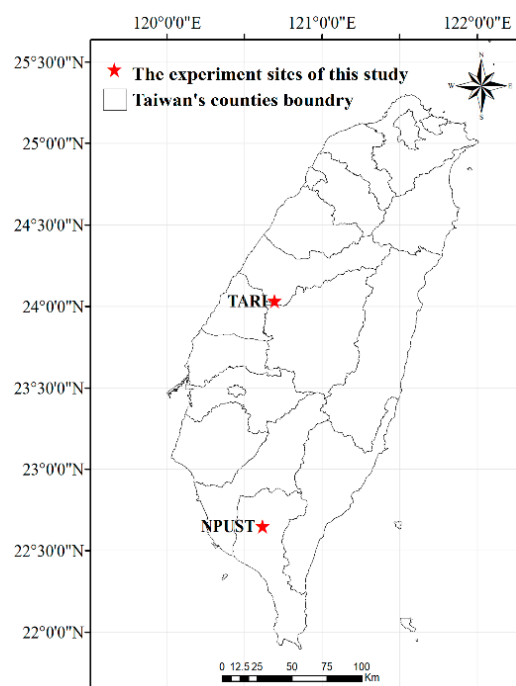 120°0'0"E 121°0'0"E 122°0'0"E
25°30'0"N
The experiment sites of this study
Taiwan's counties boundry
N
W E
S
25°0'0"N
24°30'0"N
TARI
24°0'0"N
23°30'0"N
23°0'0"N
NPUST
22°30'0"N
22°0'0"N
0 12.5 25 50 75 100
Km